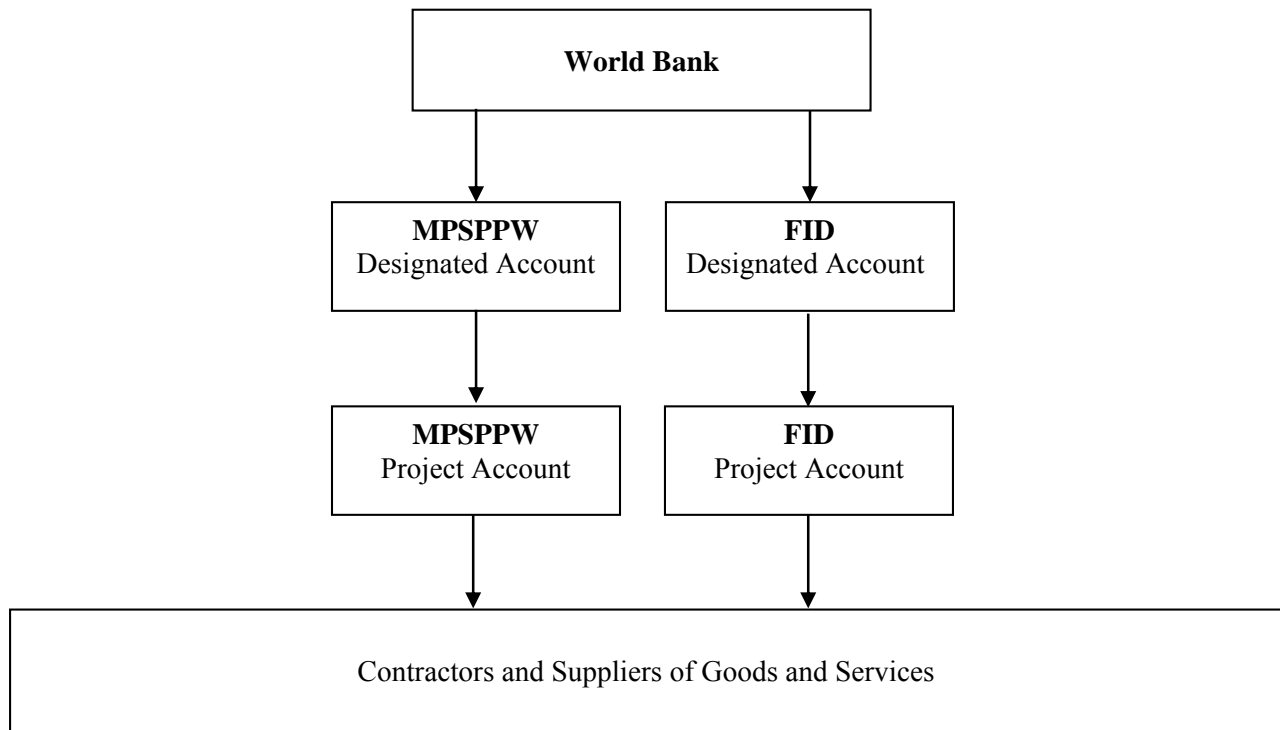 World Bank
MPSPPW
Designated Account
FID
Designated Account
MPSPPW
Project Account
FID
Project Account
Contractors and Suppliers of Goods and Services